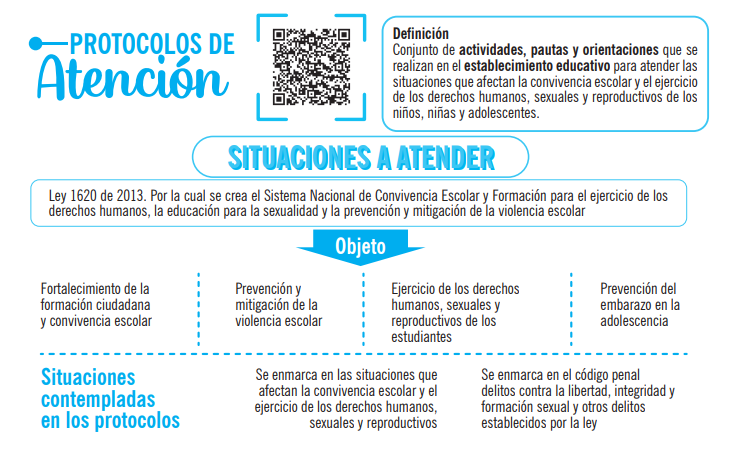 PROTOCOLOS DE
Atención
Definición
Conjunto de actividades, pautas y orientaciones que se
realizan en el establecimiento educativo para atender las
situaciones que afectan la convivencia escolar y el ejercicio
de los derechos humanos, sexuales y reproductivos de los
niños, niñas y adolescentes.
SITUACIONES A ATENDER
Ley 1620 de 2013. Por la cual se crea el Sistema Nacional de Convivencia Escolar y Formación para el ejercicio de los
derechos humanos, la educación para la sexualidad y la prevención y mitigación de la violencia escolar
Objeto
Fortalecimiento de la
formación ciudadana
y convivencia escolar
Prevención y
mitigación de la
violencia escolar
Ejercicio de los derechos
humanos, sexuales y
reproductivos de los
estudiantes
Prevención del
embarazo en la
adolescencia
Situaciones
contempladas
en los protocolos
Se enmarca en las situaciones que
afectan la convivencia escolar y el
ejercicio de los derechos humanos,
sexuales y reproductivos
Se enmarca en el código penal
delitos contra la libertad, integridad y
formación sexual y otros delitos
establecidos por la ley